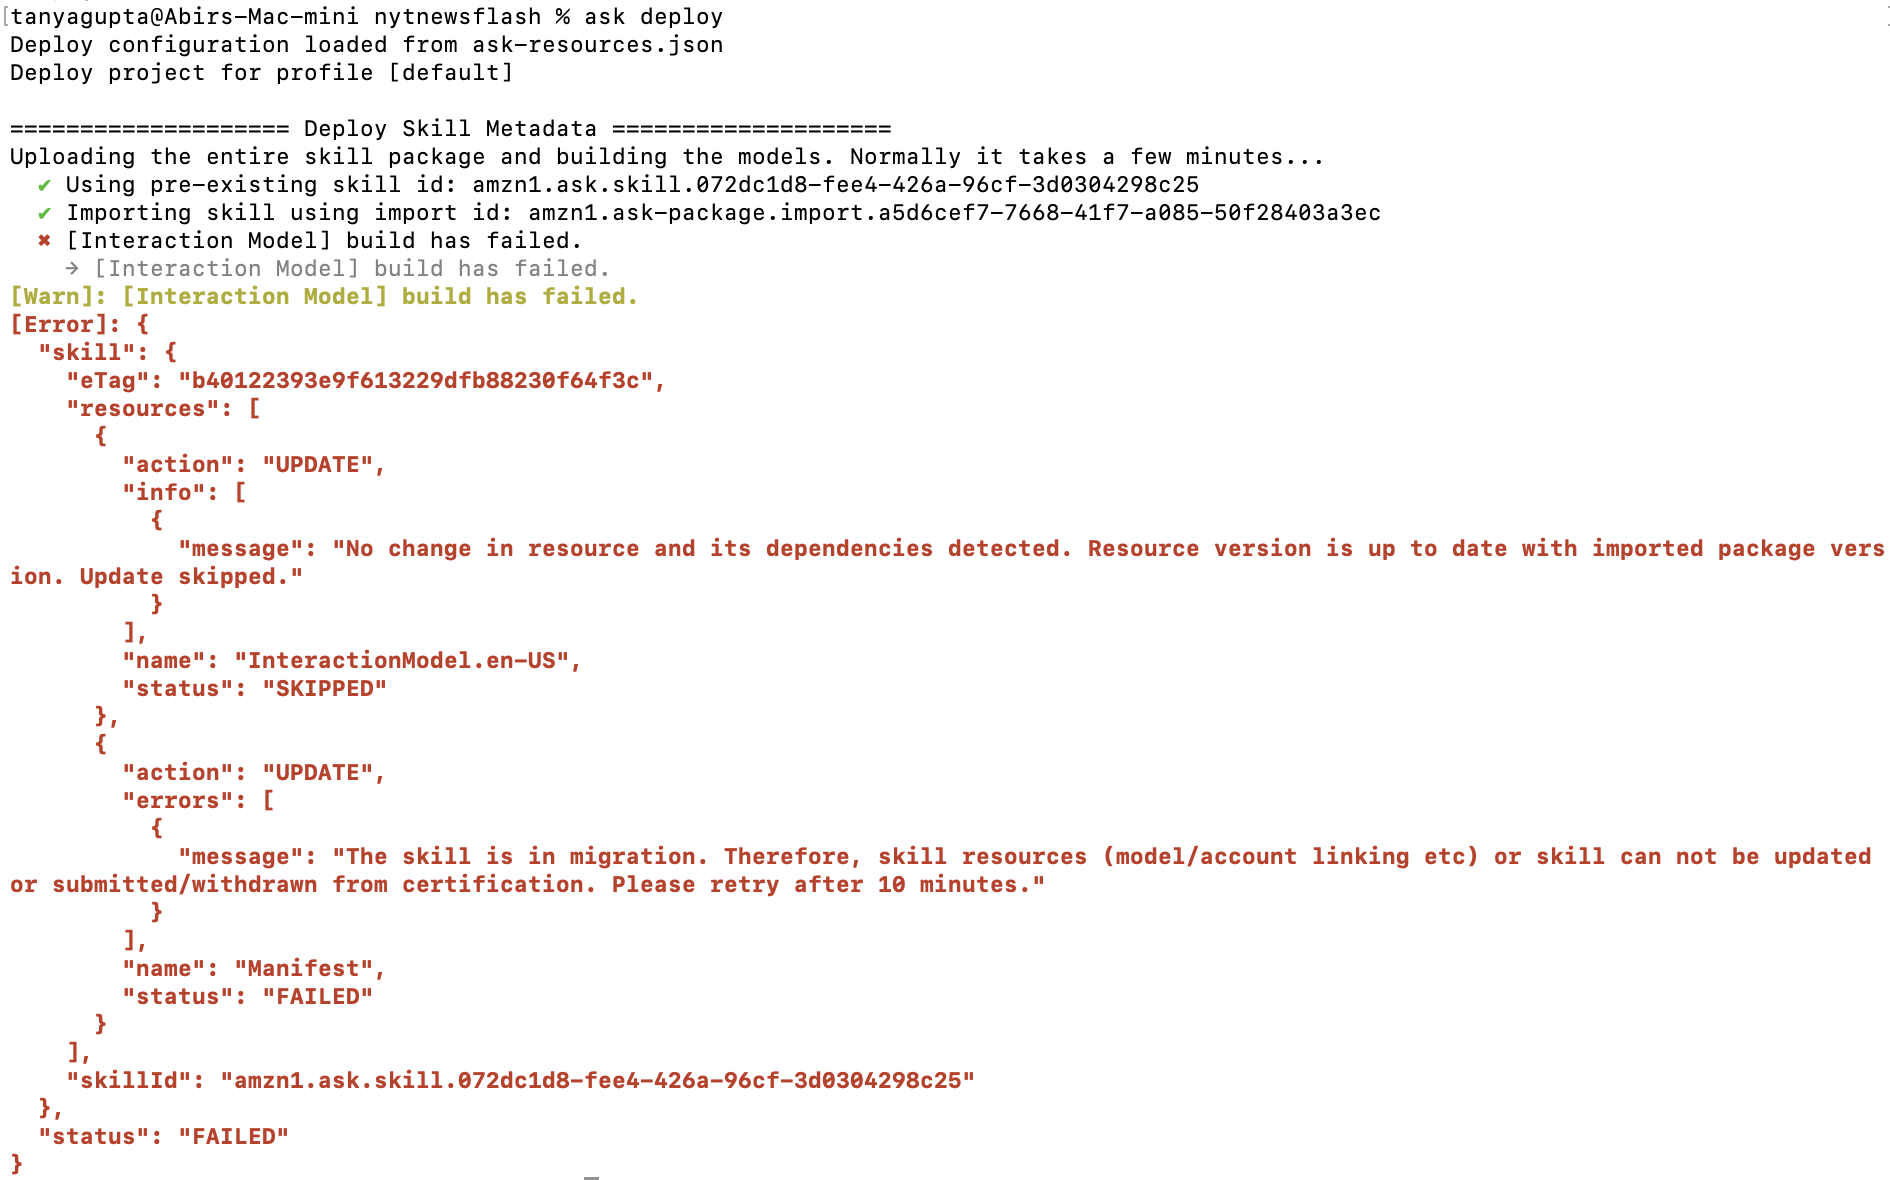 [tanyagupta@Abirs-Mac-mini nytnewsflash % ask deploy
Deploy configuration loaded from ask-resources.json
Deploy project for profile [default]
==================== Deploy Skill Metadata ====================
Uploading the entire skill package and building the models. Normally it takes a few minutes...
✔ Using pre-existing skill id: amzn1.ask.skill.072dc1d8-fee4-426a-96cf-3d0304298c25
✔ Importing skill using import id: amzn1.ask-package.import.a5d6cef7-7668-41f7-a085-50f28403a3ec
✖ [Interaction Model] build has failed.
→ [Interaction Model] build has failed.
[Warn]: [Interaction Model] build has failed.
[Error]: {
"skill": {
"eTag": "b40122393e9f613229dfb88230f64f3c",
"resources": [
{
"action": "UPDATE",
"info": [
{
"message": "No change in resource and its dependencies detected. Resource version is up to date with imported package vers
ion. Update skipped."
}
],
"name": "InteractionModel.en-US",
"status": "SKIPPED"
},
{
"action": "UPDATE",
"errors": [
{
"message": "The skill is in migration. Therefore, skill resources (model/account linking etc) or skill can not be updated
or submitted/withdrawn from certification. Please retry after 10 minutes."
}
],
"name": "Manifest",
"status": "FAILED"
}
],
"skillId": "amzn1.ask.skill.072dc1d8-fee4-426a-96cf-3d0304298c25"
},
"status": "FAILED"
}